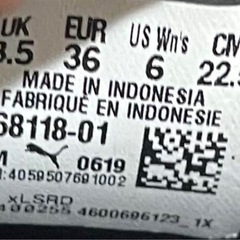 UK EUR US Wn's CM
3.5 36 6 22.5
MADE IN INDONESIA
FABRIQUÉ EN INDONESIE
68118-01
0619
:4059507691002
XLSRD
4600696123_1X